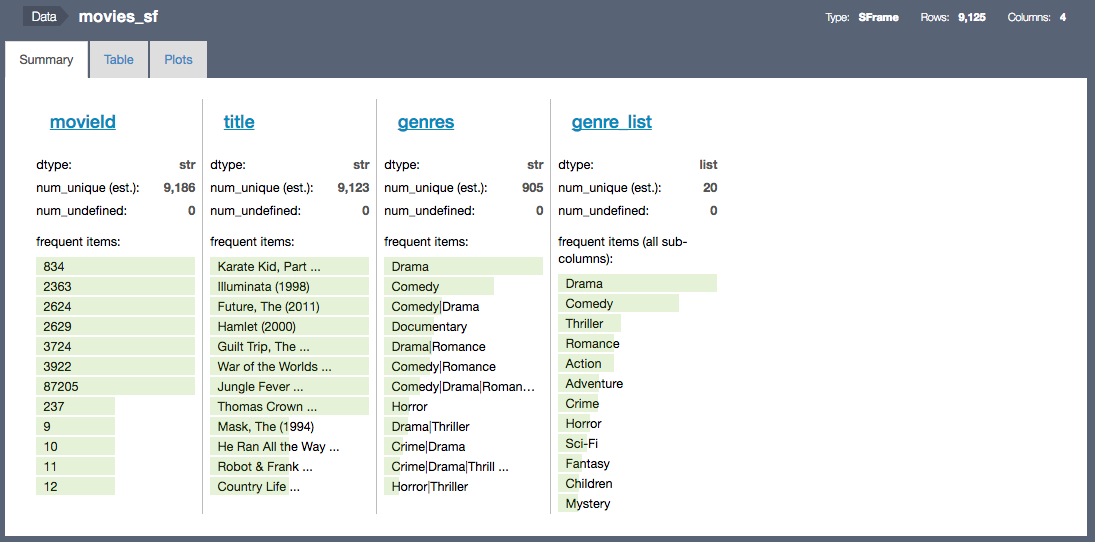 Data movies_sf Type: SFrame Rows: 9,125 Columns: 4
Summary Table Plots
movieId
dtype: str
num_unique (est.): 9,186
num_undefined: 0
frequent items:
834
2363
2624
2629
3724
3922
87205
237
9
10
11
12
title
dtype: str
num_unique (est.): 9,123
num_undefined: 0
frequent items:
Karate Kid, Part ...
Illuminata (1998)
Future, The (2011)
Hamlet (2000)
Guilt Trip, The ...
War of the Worlds ...
Jungle Fever ...
Thomas Crown ...
Mask, The (1994)
He Ran All the Way ...
Robot & Frank ...
Country Life ...
genres
dtype: str
num_unique (est.): 905
num_undefined: 0
frequent items:
Drama
Comedy
Comedy|Drama
Documentary
Drama|Romance
Comedy|Romance
Comedy|Drama|Roman…
Horror
Drama|Thriller
Crime|Drama
Crime|Drama|Thrill ...
Horror|Thriller
genre_list
dtype: list
num_unique (est.): 20
num_undefined: 0
frequent items (all sub-
columns):
Drama
Comedy
Thriller
Romance
Action
Adventure
Crime
Horror
Sci-Fi
Fantasy
Children
Mystery